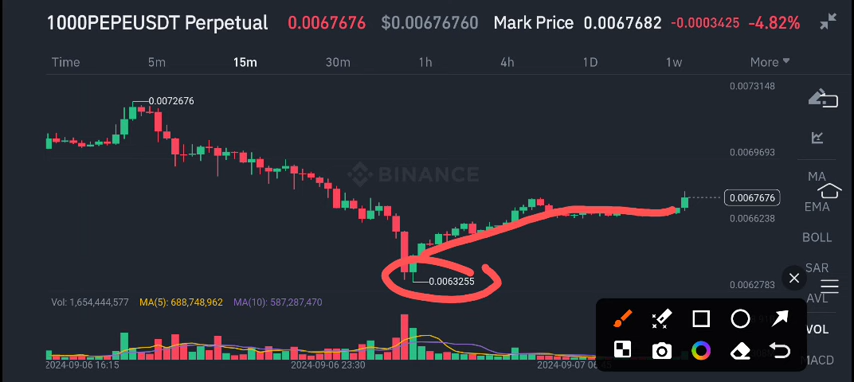 1000PEPEUSDT Perpetual 0.0067676 $0.00676760 Mark Price 0.0067682 -0.0003425 -4.82%
Time 5m 15m 30m 1h 4h 1D 1w More
0.0073148
0.0072676
0.0069693
BINANCE
MA
0.0067676
EMA
0.0066238
BOLL
SAR
0.0063255
0.0062783
AVL
Vol: 1,654,444,577 MA(5): 688,748,962 MA(10): 587,287,470
VOL
MACD
2024-09-06 16:15 2024-09-06 23:30 2024-09-07 06